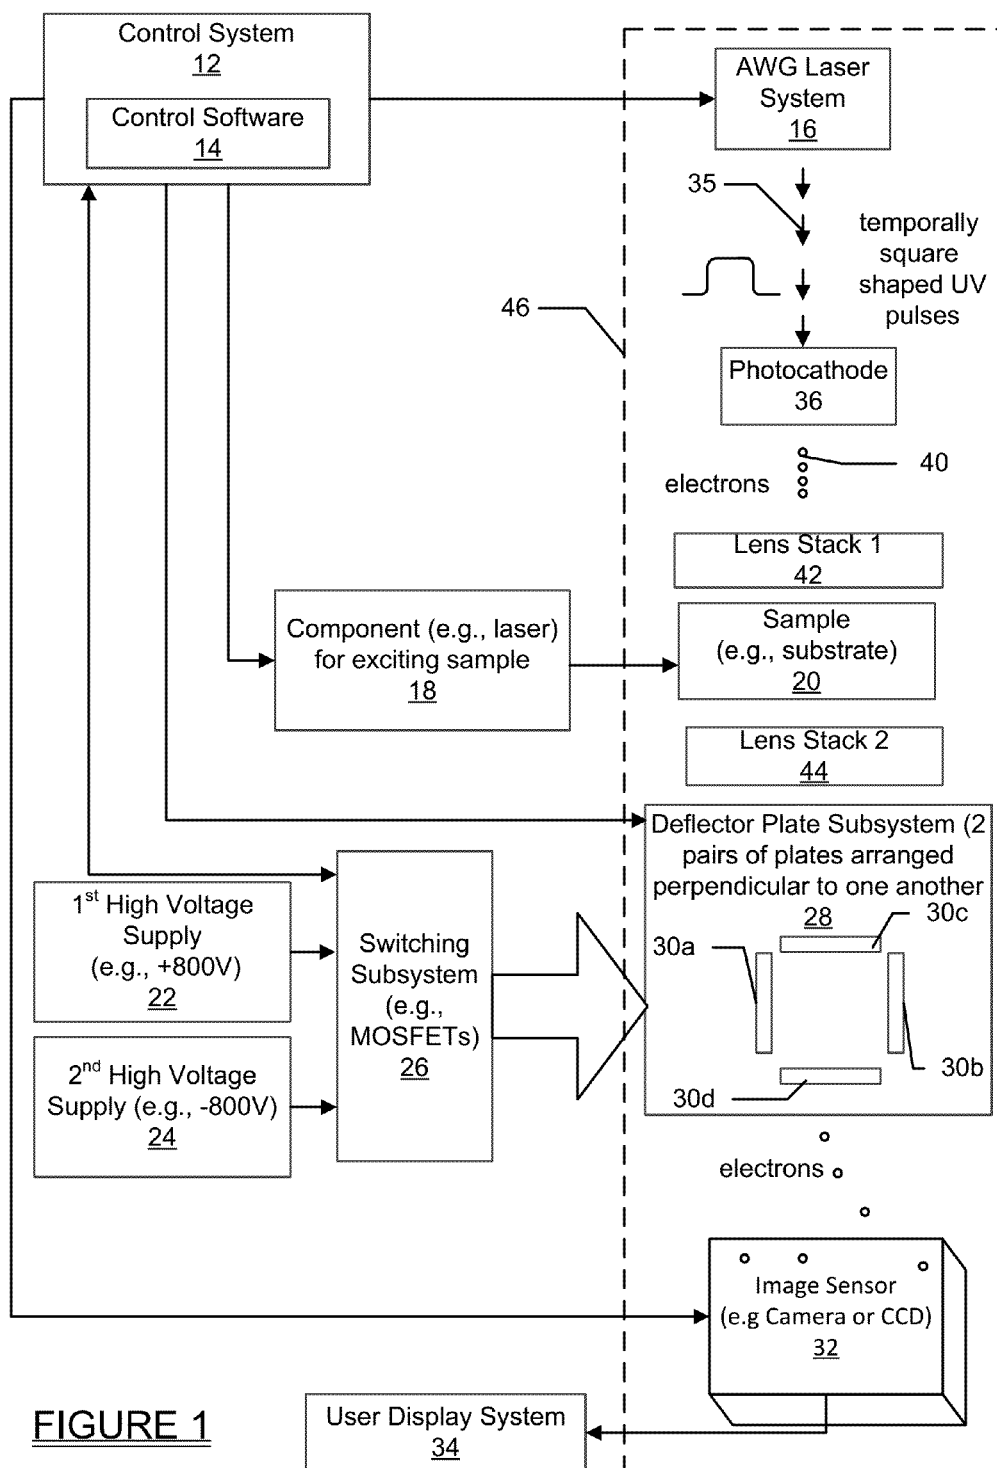 Control System
12
Control Software
14
AWG Laser
System
16
35
temporally
square
shaped UV
pulses
46
Photocathode
36
40
electrons
Lens Stack 1
42
Component (e.g., laser)
for exciting sample
18
Sample
(e.g., substrate)
20
Lens Stack 2
44
Deflector Plate Subsystem (2
pairs of plates arranged
perpendicular to one another
28
30c
30a
30b
30d
1st High Voltage
Supply
(e.g., +800V)
22
Switching
Subsystem
(e.g.,
MOSFETs)
26
2nd High Voltage
Supply (e.g., -800V)
24
electrons
Image Sensor
(e.g Camera or CCD)
32
User Display System
34
FIGURE 1